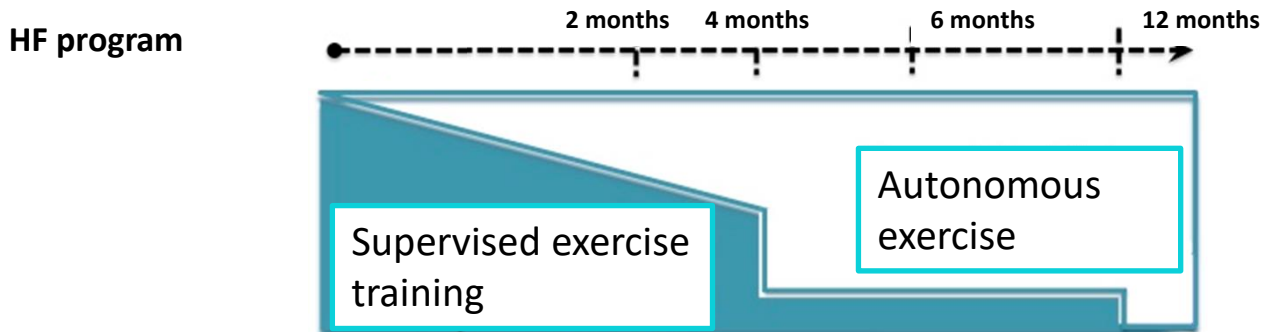 2 months 4 months 6 months 12 months
HF program
Autonomous
exercise
Supervised exercise
training